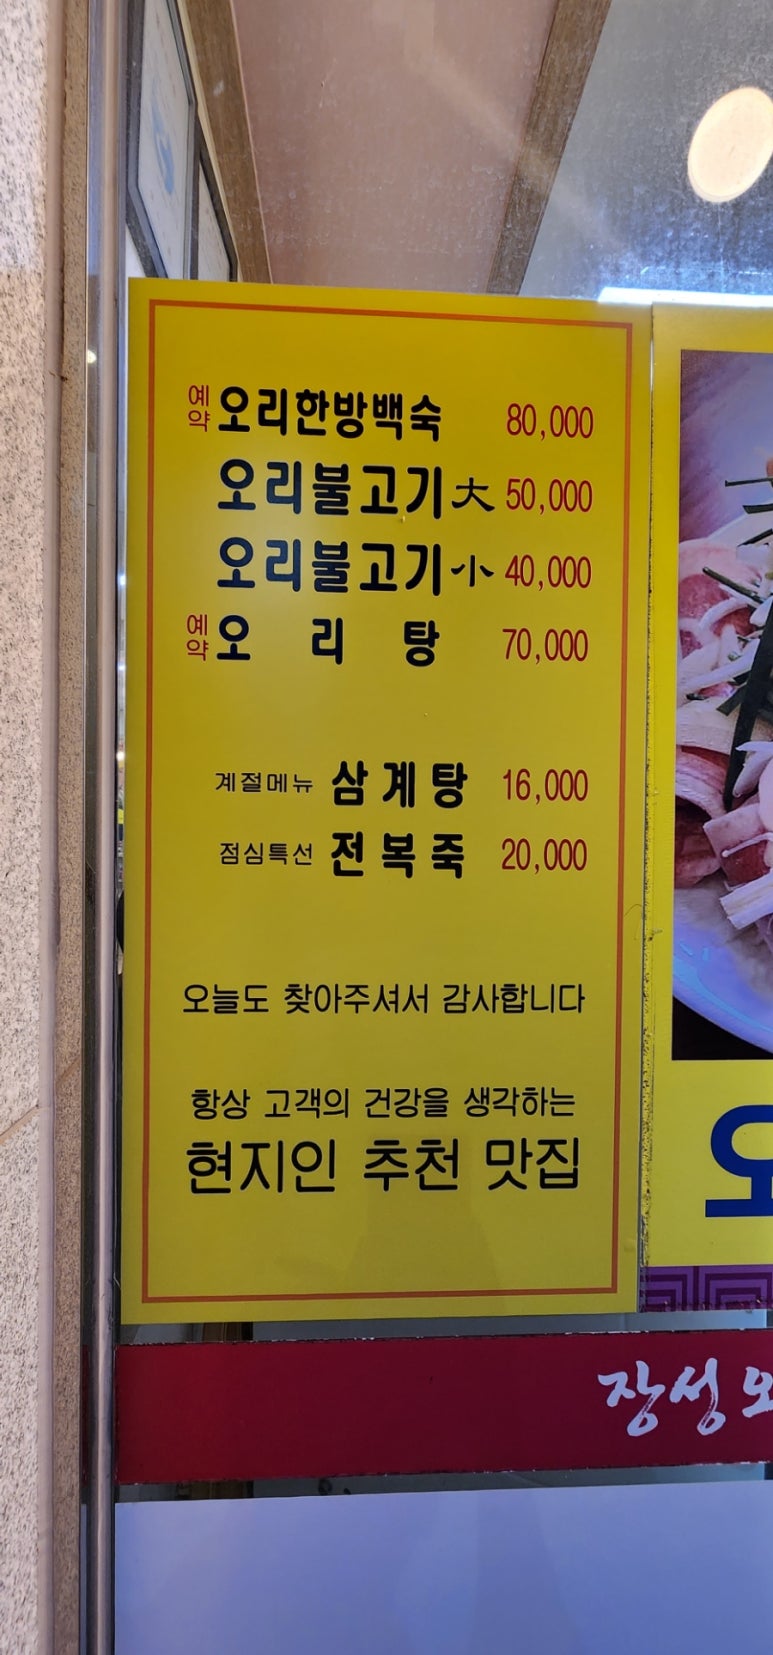 예약 오리한방백숙 80,000
오리불고기大 50,000
오리불고기小 40,000
예약 오리탕 70,000
계절메뉴 삼계탕 16,000
점심특선 전복죽 20,000
오늘도 찾아주셔서 감사합니다
항상 고객의 건강을 생각하는
현지인 추천 맛집
오
장성오